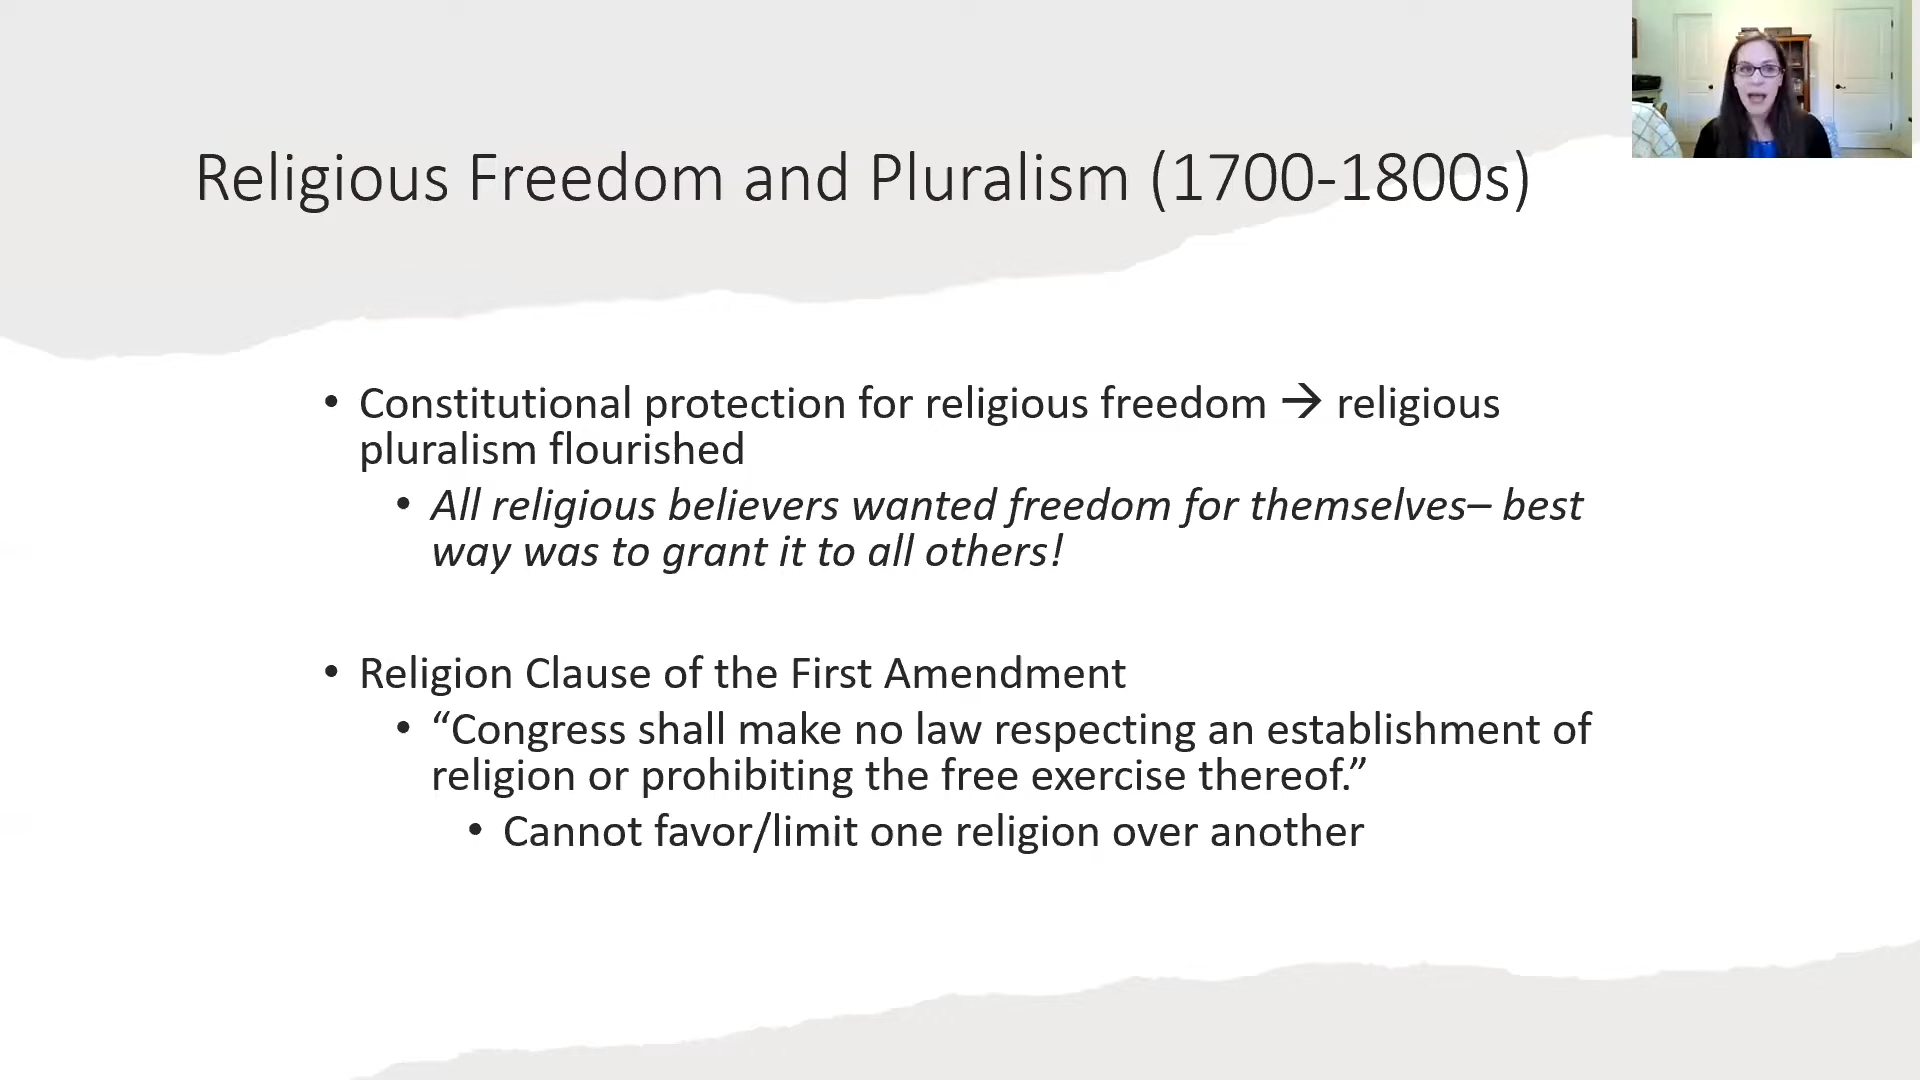 Religious Freedom and Pluralism (1700-1800s)
• Constitutional protection for religious freedom → religious
pluralism flourished
• All religious believers wanted freedom for themselves– best
way was to grant it to all others!
• Religion Clause of the First Amendment
• “Congress shall make no law respecting an establishment of
religion or prohibiting the free exercise thereof.”
• Cannot favor/limit one religion over another